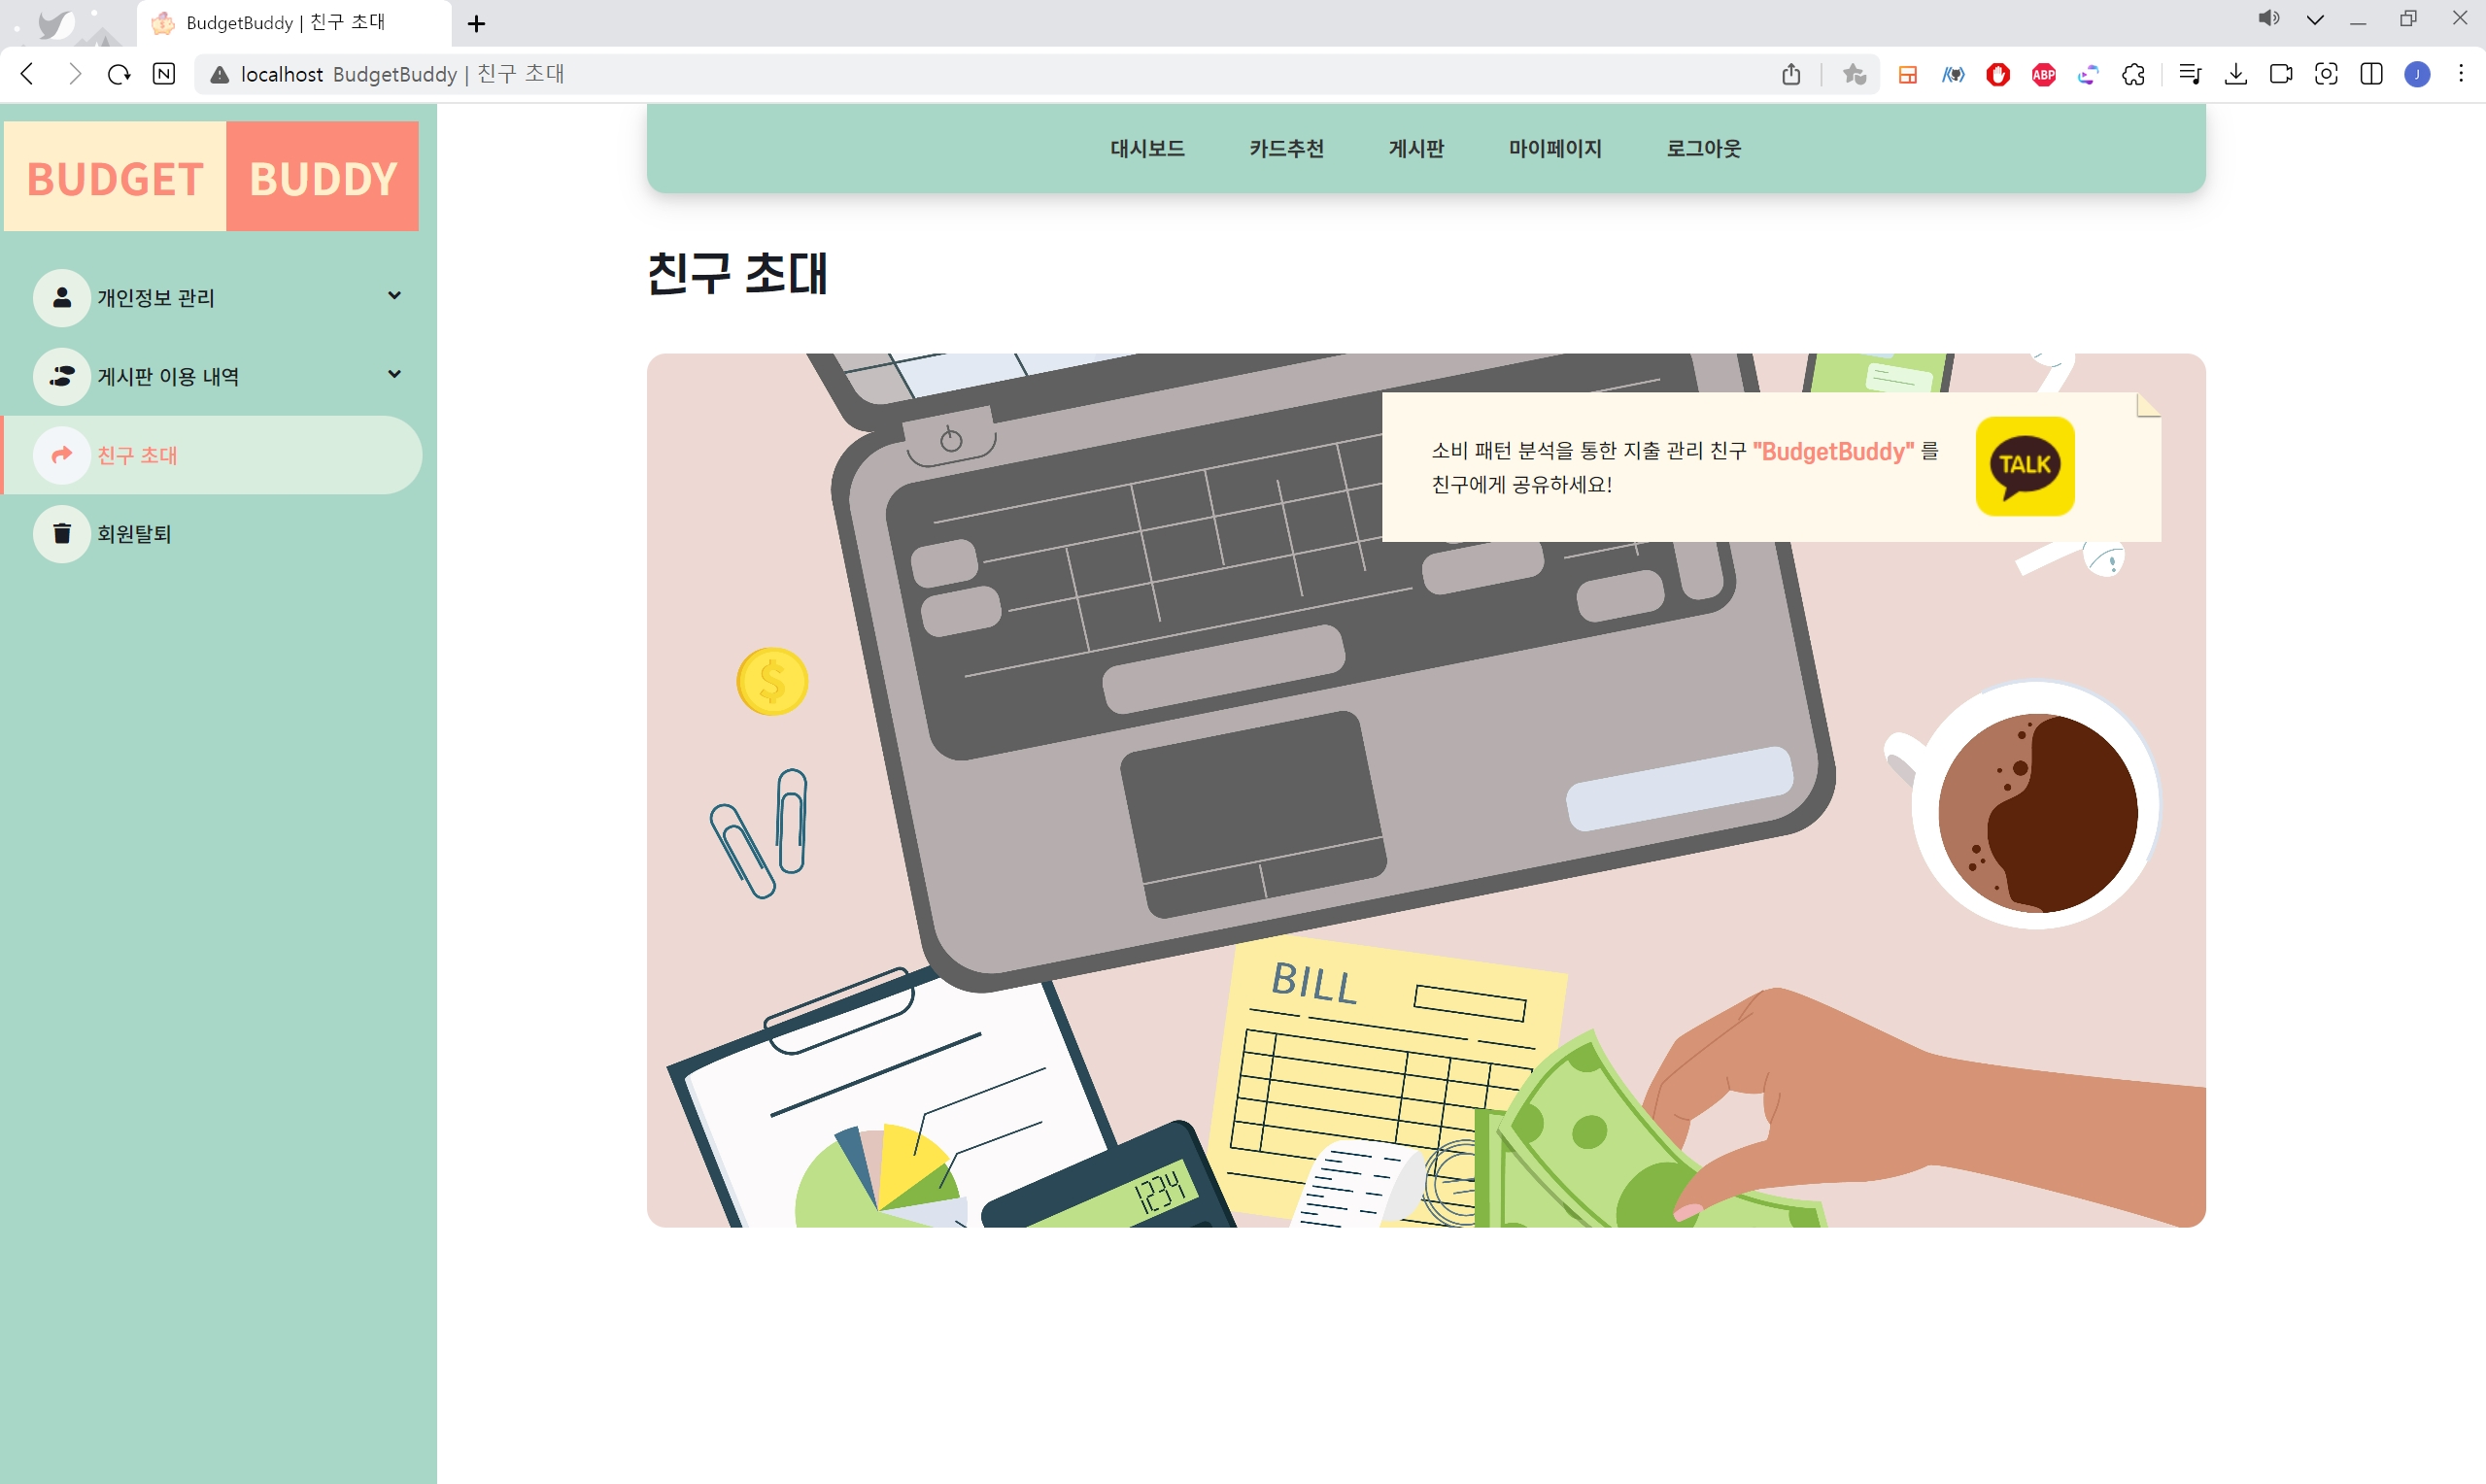 BudgetBuddy | 친구 초대
localhost BudgetBuddy | 친구 초대
ABP
J
BUDGET BUDDY
대시보드 카드추천 게시판 마이페이지 로그아웃
개인정보 관리
게시판 이용 내역
친구 초대
회원탈퇴
친구 초대
소비 패턴 분석을 통한 지출 관리 친구 "BudgetBuddy" 를
친구에게 공유하세요!
TALK
BILL
1234